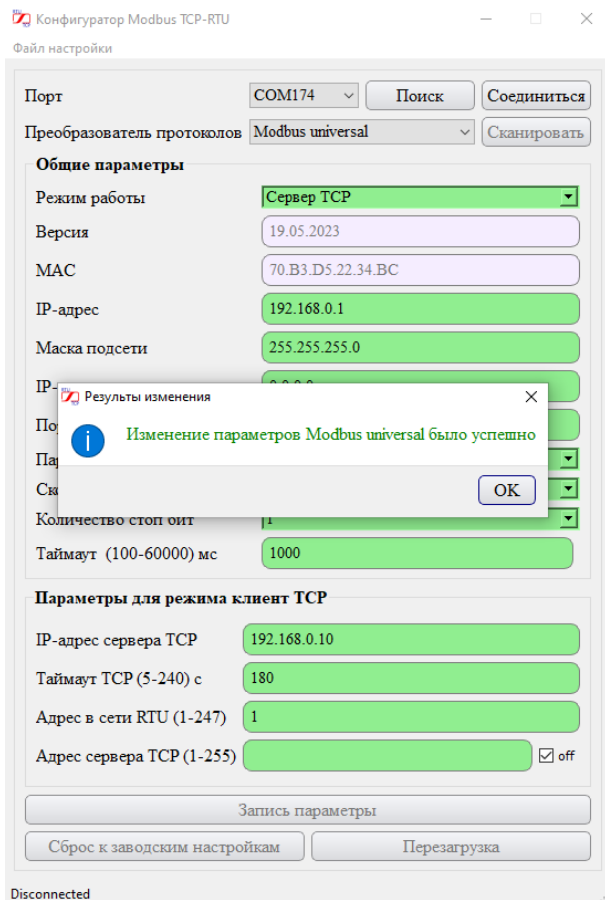 Конфигуратор Modbus TCP-RTU
Файл настройки
Порт COM174 Поиск Соединиться
Преобразователь протоколов Modbus universal Сканировать
Общие параметры
Режим работы Сервер TCP
Версия 19.05.2023
MAC 70.B3.D5.22.34.BC
IP-адрес 192.168.0.1
Маска подсети 255.255.255.0
IP-
Результы изменения
Изменение параметров Modbus universal было успешно
OK
Количество стоп бит 1
Таймаут (100-60000) мс 1000
Параметры для режима клиент TCP
IP-адрес сервера TCP 192.168.0.10
Таймаут TCP (5-240) с 180
Адрес в сети RTU (1-247) 1
Адрес сервера TCP (1-255) off
Запись параметры
Сброс к заводским настройкам Перезагрузка
Disconnected